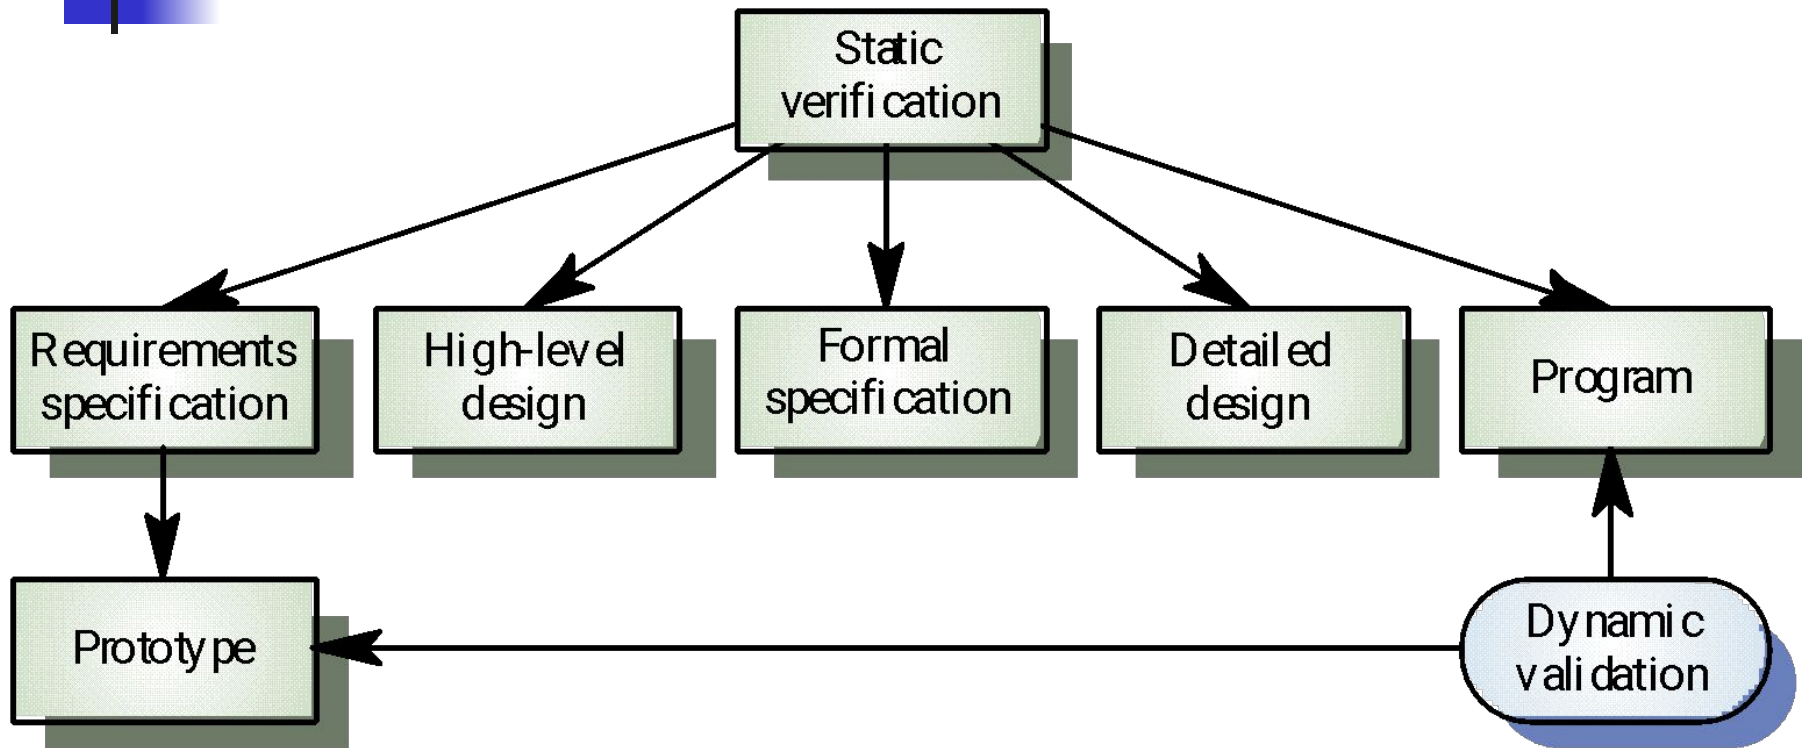 Static
verification
Requirements
specification
High-level
design
Formal
specification
Detailed
design
Program
Prototype
Dynamic
validation